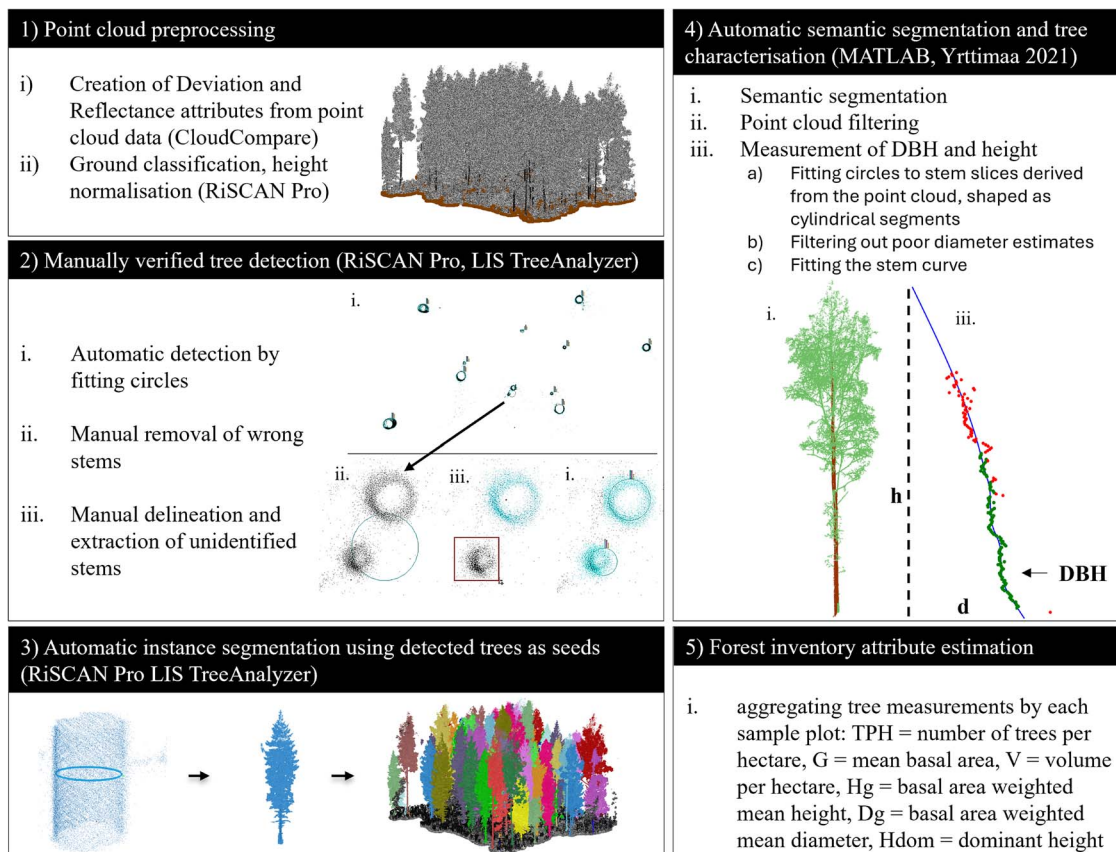 1) Point cloud preprocessing
i) Creation of Deviation and
Reflectance attributes from point
cloud data (CloudCompare)
ii) Ground classification, height
normalisation (RiSCAN Pro)
2) Manually verified tree detection (RiSCAN Pro, LIS TreeAnalyzer)
i. Automatic detection by
fitting circles
ii. Manual removal of wrong
stems
iii. Manual delineation and
extraction of unidentified
stems
i.
ii.
iii.
i.
3) Automatic instance segmentation using detected trees as seeds
(RiSCAN Pro LIS TreeAnalyzer)
4) Automatic semantic segmentation and tree
characterisation (MATLAB, Yrttimaa 2021)
i. Semantic segmentation
ii. Point cloud filtering
iii. Measurement of DBH and height
a) Fitting circles to stem slices derived
from the point cloud, shaped as
cylindrical segments
b) Filtering out poor diameter estimates
c) Fitting the stem curve
i.
iii.
h
DBH
d
5) Forest inventory attribute estimation
i. aggregating tree measurements by each
sample plot: TPH = number of trees per
hectare, G = mean basal area, V = volume
per hectare, Hg = basal area weighted
mean height, Dg = basal area weighted
mean diameter, Hdom = dominant height